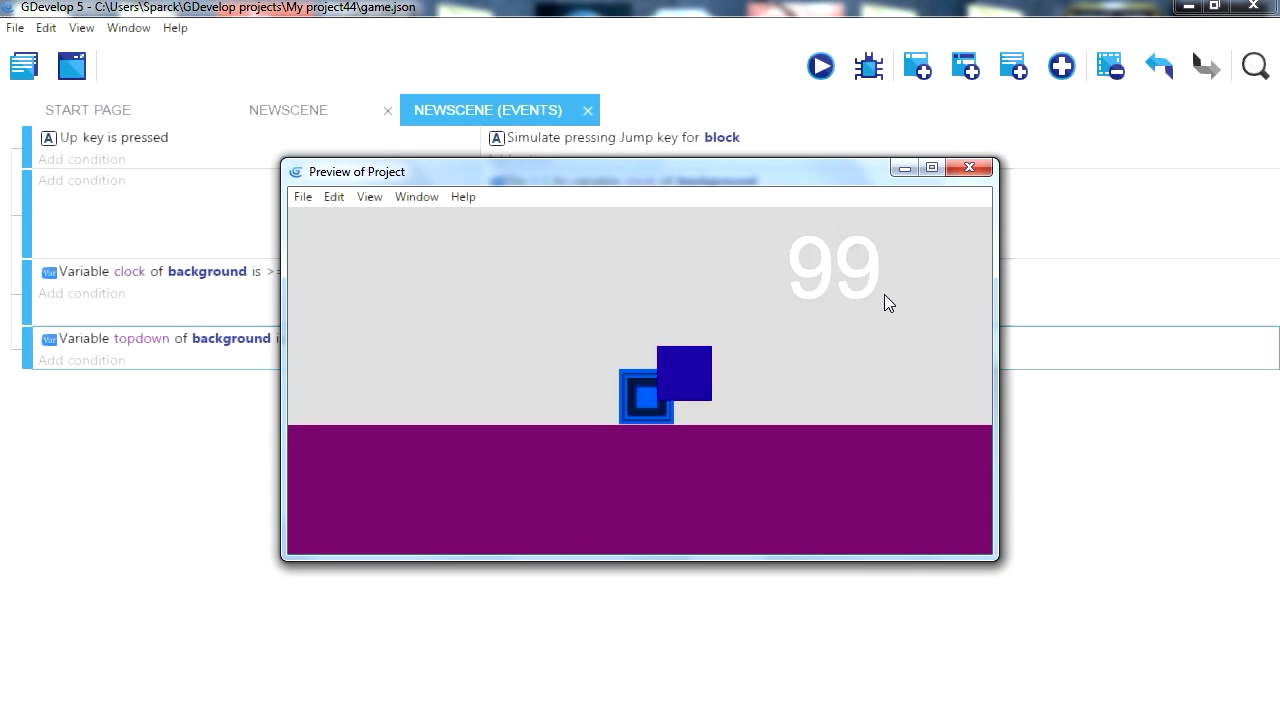 GDevelop 5 - C:\Users\Sparck\GDevelop projects\My project44\game.json
File Edit View Window Help
START PAGE NEWSCENE × NEWSCENE (EVENTS) ×
A Up key is pressed
A Simulate pressing Jump key for block
Add condition
Add condition
Preview of Project
File Edit View Window Help
99
Var Variable clock of background is >=
Add condition
Var Variable topdown of background
Add condition